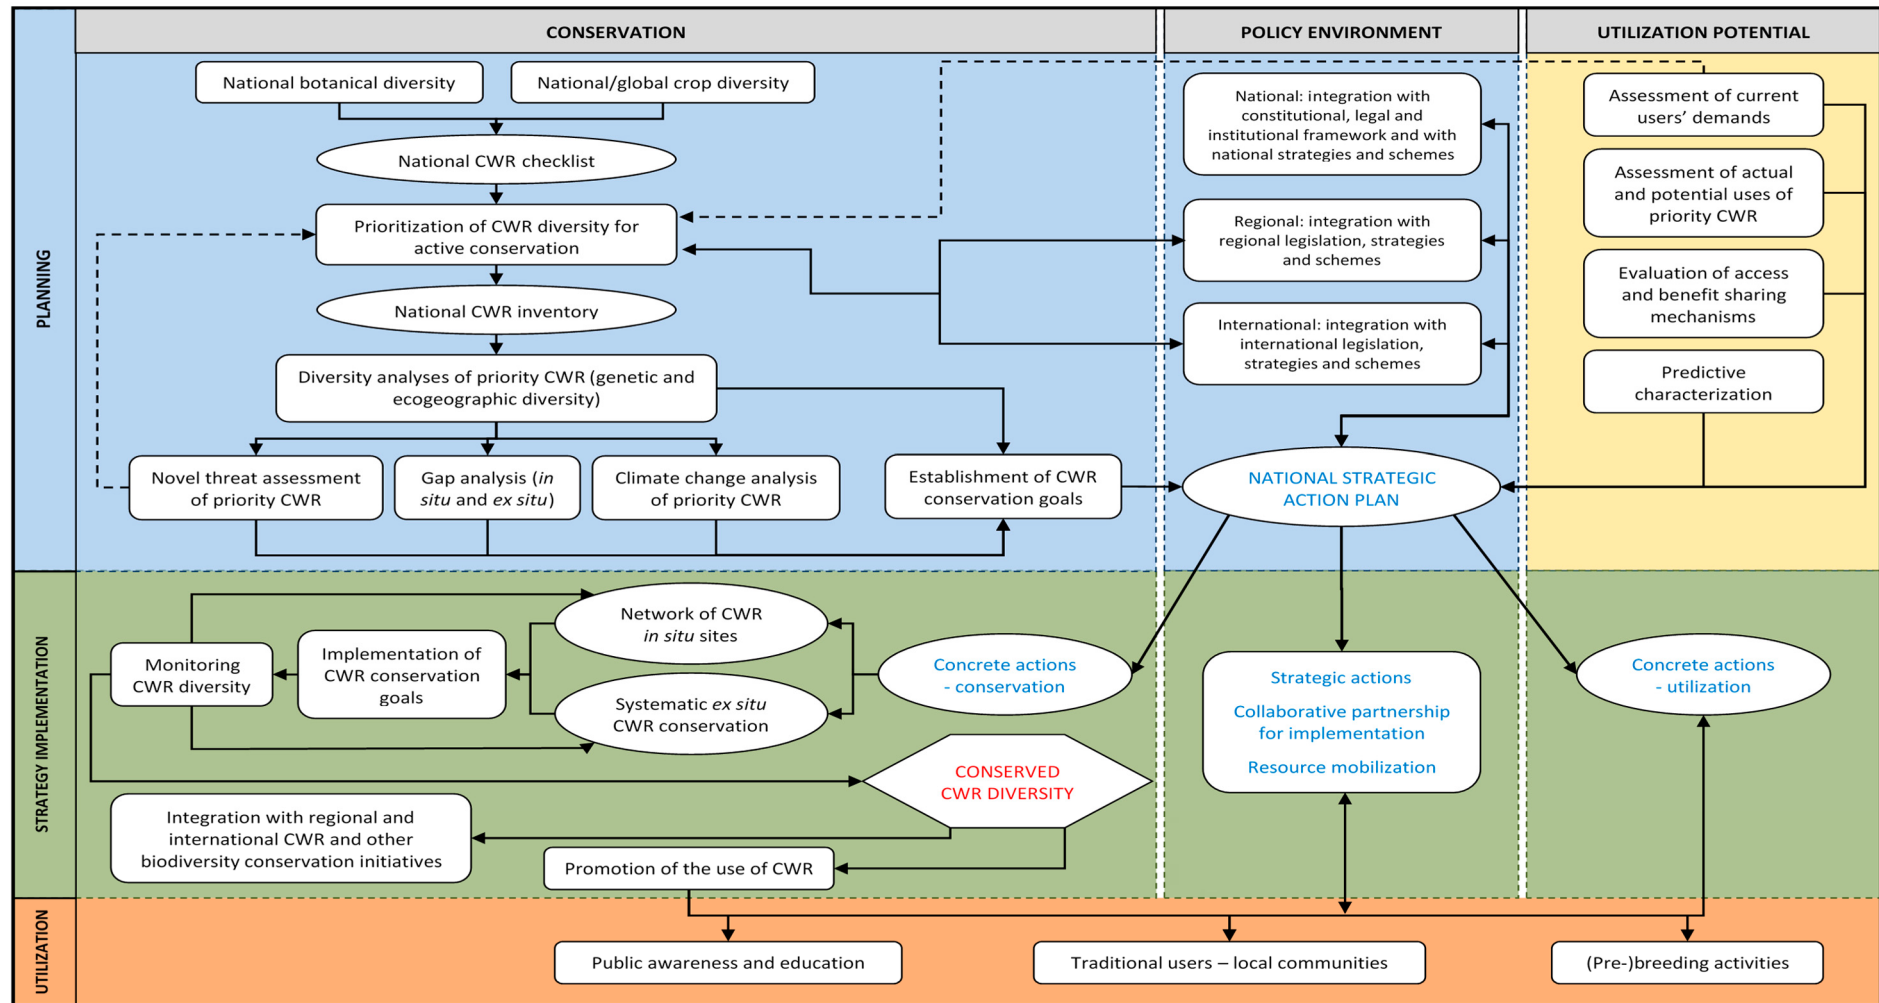 CONSERVATION
POLICY ENVIRONMENT
UTILIZATION POTENTIAL
PLANNING
National botanical diversity
National/global crop diversity
National CWR checklist
Prioritization of CWR diversity for
active conservation
National CWR inventory
Diversity analyses of priority CWR (genetic and
ecogeographic diversity)
Novel threat assessment
of priority CWR
Gap analysis (in
situ and ex situ)
Climate change analysis
of priority CWR
Establishment of CWR
conservation goals
National: integration with
constitutional, legal and
institutional framework and with
national strategies and schemes
Regional: integration with
regional legislation, strategies
and schemes
International: integration with
international legislation,
strategies and schemes
NATIONAL STRATEGIC
ACTION PLAN
Assessment of current
users’ demands
Assessment of actual
and potential uses of
priority CWR
Evaluation of access
and benefit sharing
mechanisms
Predictive
characterization
STRATEGY IMPLEMENTATION
Monitoring
CWR diversity
Implementation of
CWR conservation
goals
Network of CWR
in situ sites
Systematic ex situ
CWR conservation
Concrete actions
- conservation
CONSERVED
CWR DIVERSITY
Integration with regional and
international CWR and other
biodiversity conservation initiatives
Promotion of the use of CWR
Strategic actions
Collaborative partnership
for implementation
Resource mobilization
Concrete actions
- utilization
UTILIZATION
Public awareness and education
Traditional users – local communities
(Pre-)breeding activities